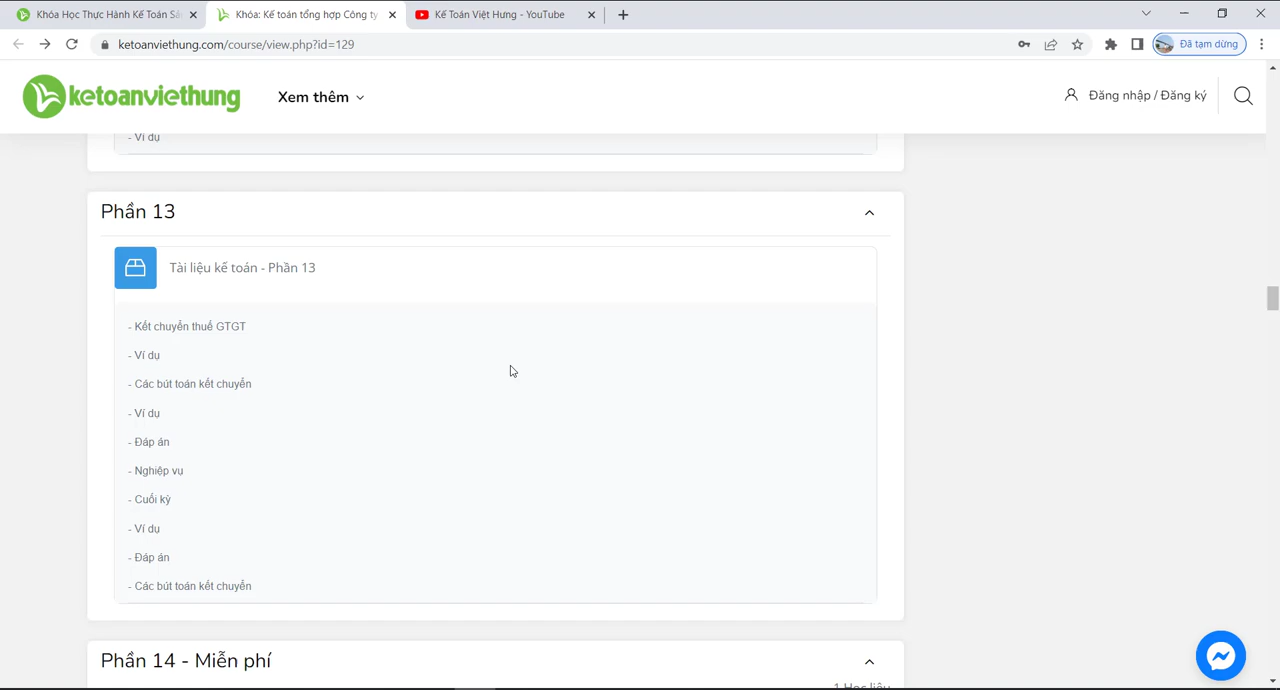 Khóa Học Thực Hành Kế Toán Sản
Khóa: Kế toán tổng hợp Công ty
Kế Toán Việt Hưng - YouTube
ketoanviethung.com/course/view.php?id=129
Đã tạm dừng
ketoanviethung
Xem thêm
Đăng nhập / Đăng ký
- Ví dụ
Phần 13
Tài liệu kế toán - Phần 13
- Kết chuyển thuế GTGT
- Ví dụ
- Các bút toán kết chuyển
- Ví dụ
- Đáp án
- Nghiệp vụ
- Cuối kỳ
- Ví dụ
- Đáp án
- Các bút toán kết chuyển
Phần 14 - Miễn phí
1 Học liệu